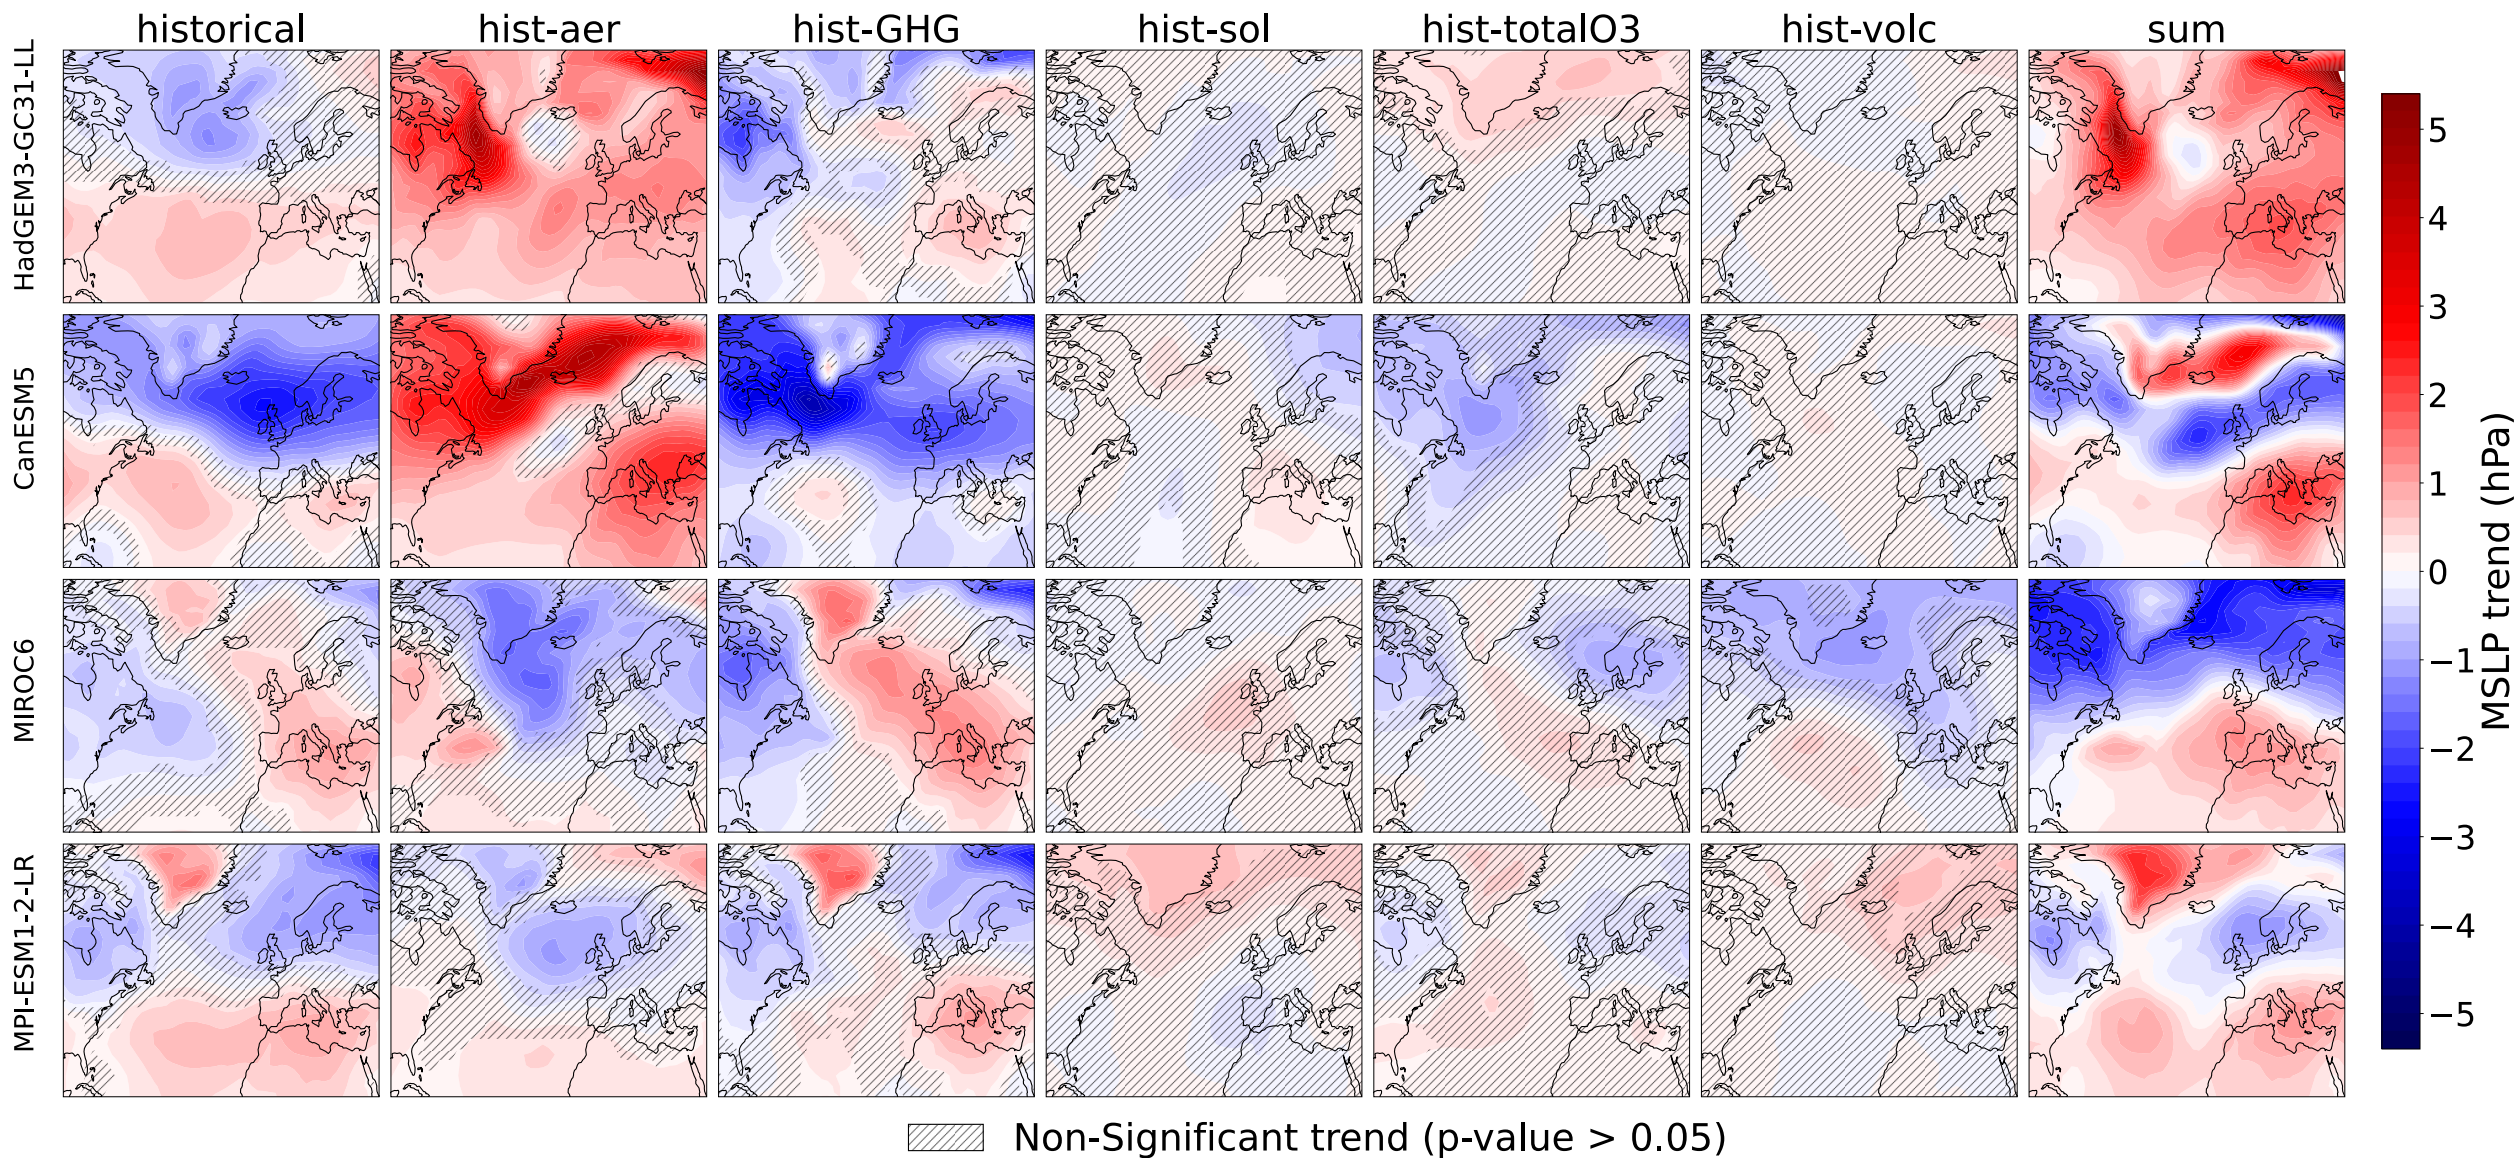 historical hist-aer hist-GHG hist-sol hist-totalO3 hist-volc sum
HadGEM3-GC31-LL
CanESM5
MIROC6
MPI-ESM1-2-LR
5
4
3
2
1
0
−1
−2
−3
−4
−5
MSLP trend (hPa)
Non-Significant trend (p-value > 0.05)